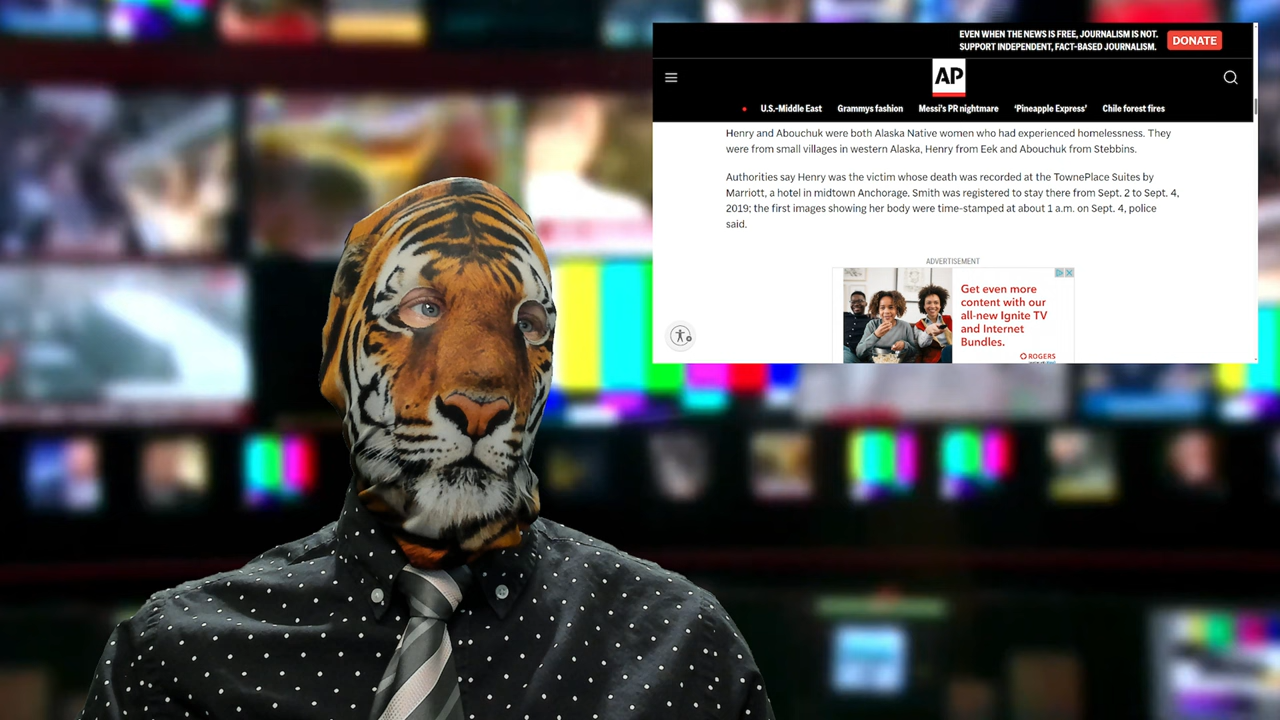 EVEN WHEN THE NEWS IS FREE, JOURNALISM IS NOT.
SUPPORT INDEPENDENT, FACT-BASED JOURNALISM.
DONATE
AP
U.S.-Middle East Grammys fashion Messi's PR nightmare 'Pineapple Express' Chile forest fires
Henry and Abouchuk were both Alaska Native women who had experienced homelessness. They
were from small villages in western Alaska, Henry from Eek and Abouchuk from Stebbins.
Authorities say Henry was the victim whose death was recorded at the TownePlace Suites by
Marriott, a hotel in midtown Anchorage. Smith was registered to stay there from Sept. 2 to Sept. 4,
2019; the first images showing her body were time-stamped at about 1 a.m. on Sept. 4, police
said.
ADVERTISEMENT
Get even more
content with our
all-new Ignite TV
and Internet
Bundles.
ROGERS